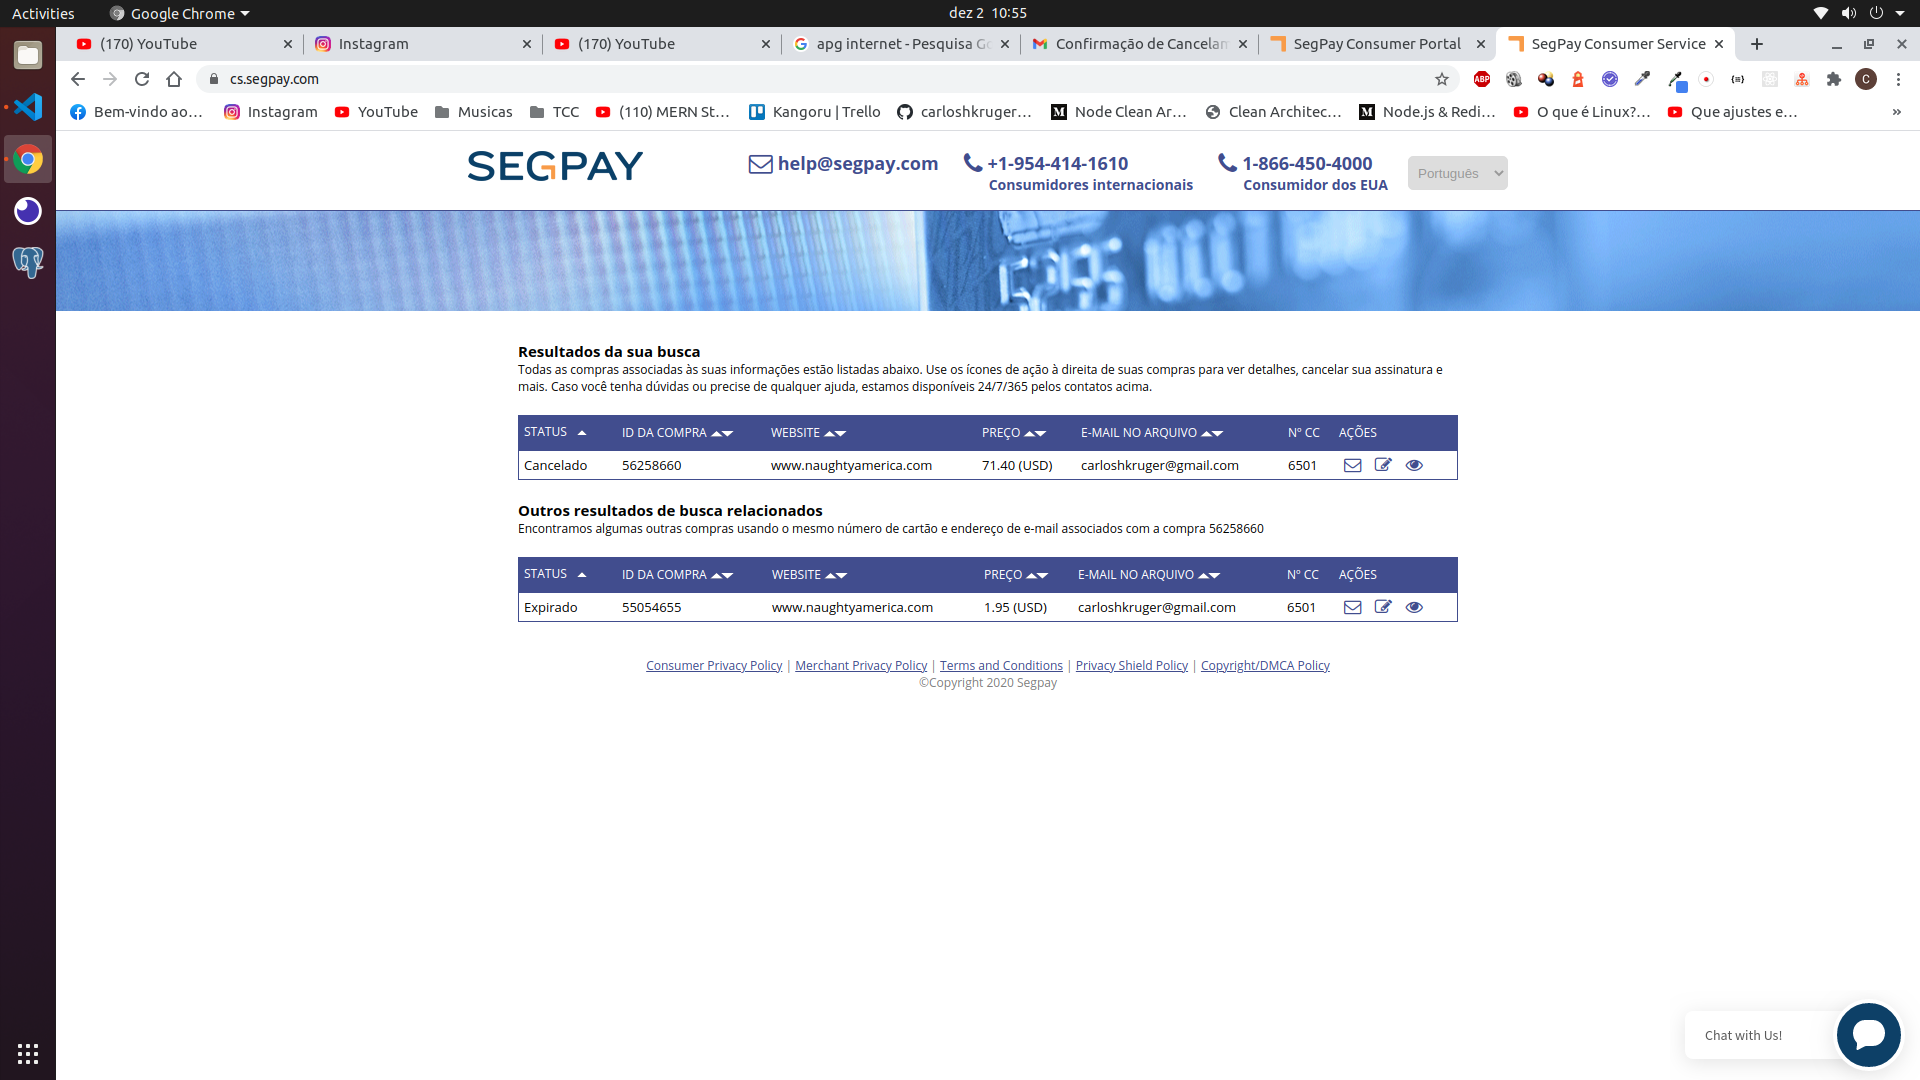 Activities
Google Chrome
dez 2 10:55
(170) YouTube
Instagram
(170) YouTube
apg internet - Pesquisa Go
Confirmação de Cancelam
SegPay Consumer Portal
SegPay Consumer Service
cs.segpay.com
ABP
C
Bem-vindo ao…
Instagram
YouTube
Musicas
TCC
(110) MERN St…
Kangoru | Trello
carloshkruger…
Node Clean Ar…
Clean Architec…
Node.js & Redi…
O que é Linux?…
Que ajustes e…
»
SEGPAY
help@segpay.com
+1-954-414-1610
Consumidores internacionais
1-866-450-4000
Consumidor dos EUA
Português
Resultados da sua busca
Todas as compras associadas às suas informações estão listadas abaixo. Use os ícones de ação à direita de suas compras para ver detalhes, cancelar sua assinatura e
mais. Caso você tenha dúvidas ou precise de qualquer ajuda, estamos disponíveis 24/7/365 pelos contatos acima.
STATUS ID DA COMPRA WEBSITE PREÇO E-MAIL NO ARQUIVO Nº CC AÇÕES
Cancelado 56258660 www.naughtyamerica.com 71.40 (USD) carloshkruger@gmail.com 6501
Outros resultados de busca relacionados
Encontramos algumas outras compras usando o mesmo número de cartão e endereço de e-mail associados com a compra 56258660
STATUS ID DA COMPRA WEBSITE PREÇO E-MAIL NO ARQUIVO Nº CC AÇÕES
Expirado 55054655 www.naughtyamerica.com 1.95 (USD) carloshkruger@gmail.com 6501
Consumer Privacy Policy | Merchant Privacy Policy | Terms and Conditions | Privacy Shield Policy | Copyright/DMCA Policy
©Copyright 2020 Segpay
Chat with Us!